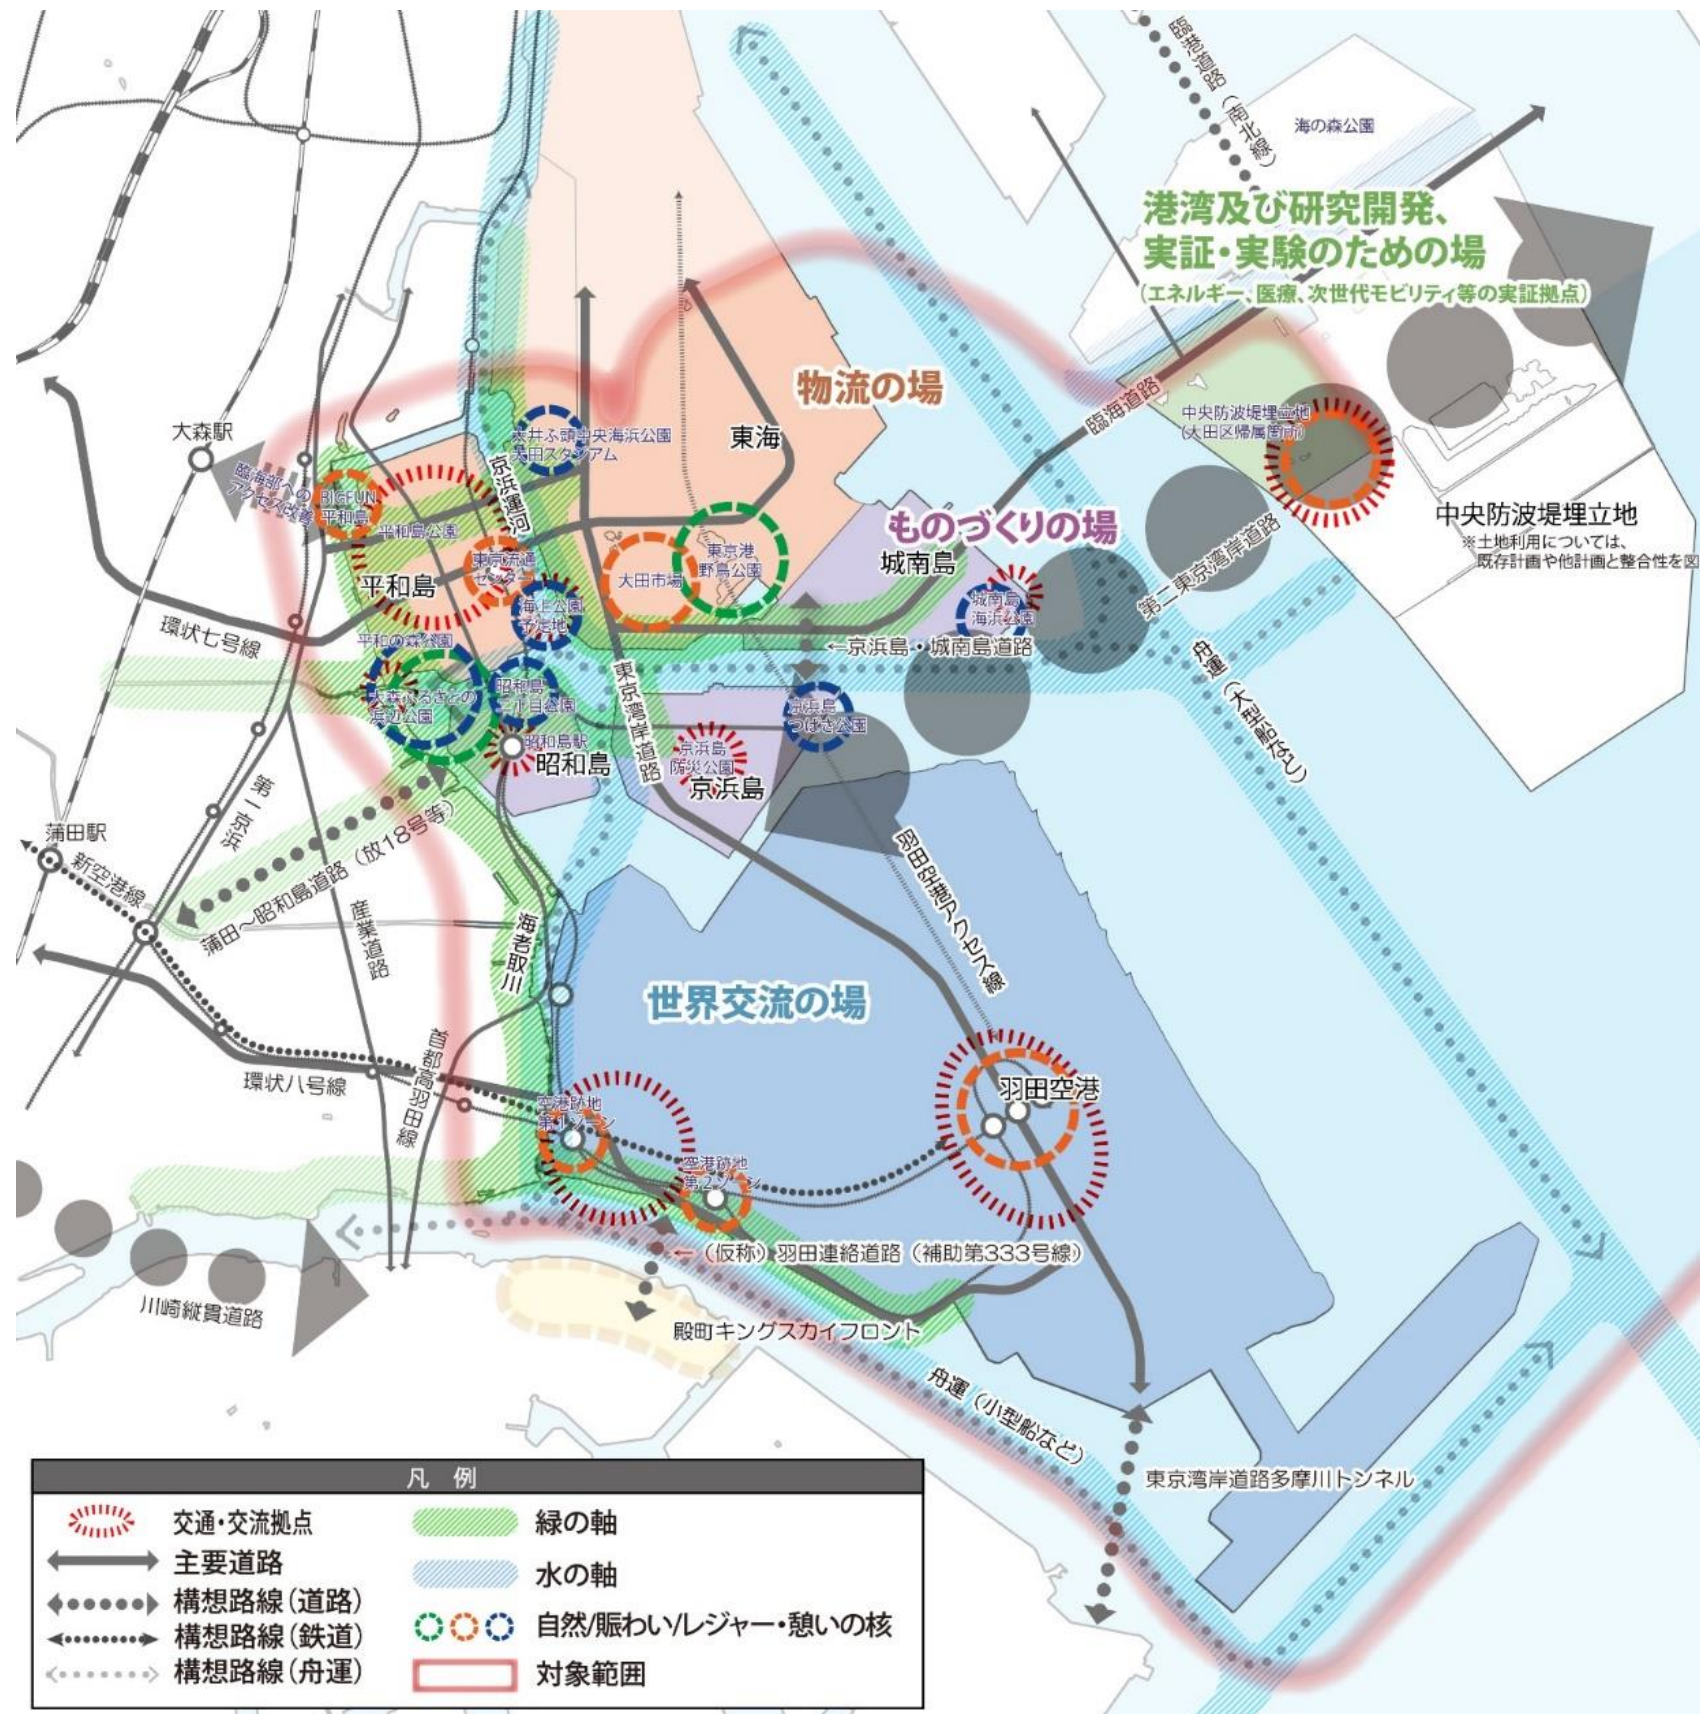 臨港道路(南北線)
海の森公園
港湾及び研究開発、
実証・実験のための場
(エネルギー、医療、次世代モビリティ等の実証拠点)
物流の場
臨海道路
中央防波堤埋立地
(大田区帰属箇所)
大森駅
東海
大井ふ頭中央海浜公園
大田スタジアム
京浜運河
臨海部への
アクセス改善
BIGFUN
平和島
平和島公園
ものづくりの場
中央防波堤埋立地
※土地利用については、
既存計画や他計画と整合性を図
城南島
東京流通
センター
東京港
野鳥公園
大田市場
平和島
第二東京湾岸道路
海上公園
予定地
城南島
海浜公園
環状七号線
平和の森公園
←京浜島・城南島道路
大森ふるさとの
浜辺公園
昭和島
二丁目公園
東京湾岸道路
舟運(大型船など)
京浜島
つばさ公園
昭和島駅
昭和島
京浜島
防災公園
京浜島
第一京浜
蒲田駅
新空港線
蒲田~昭和島道路(放18号等)
産業道路
海老取川
羽田空港アクセス線
世界交流の場
首都高羽田線
環状八号線
羽田空港
空港跡地
第1ゾーン
空港跡地
第2ゾーン
←(仮称)羽田連絡道路(補助第333号線)
川崎縦貫道路
殿町キングスカイフロント
舟運(小型船など)
東京湾岸道路多摩川トンネル
凡 例
交通・交流拠点
主要道路
構想路線(道路)
構想路線(鉄道)
構想路線(舟運)
緑の軸
水の軸
自然/賑わい/レジャー・憩いの核
対象範囲